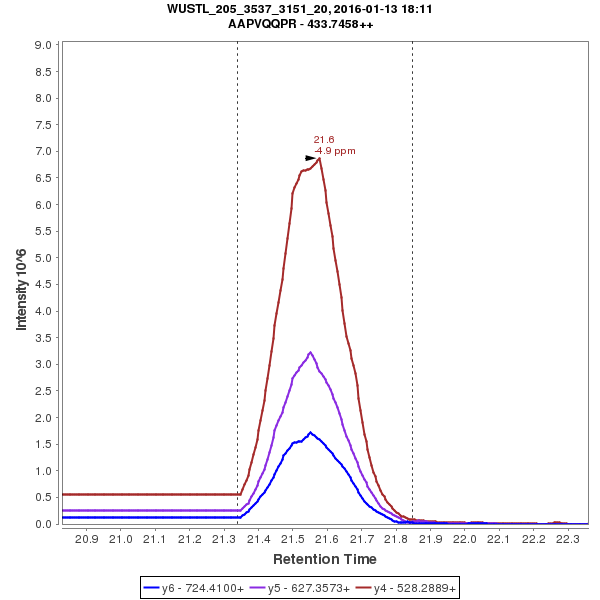 WUSTL_205_3537_3151_20, 2016-01-13 18:11
AAPVQQPR - 433.7458++
9.0
8.5
8.0
7.5
7.0
6.5
6.0
5.5
5.0
4.5
4.0
3.5
3.0
2.5
2.0
1.5
1.0
0.5
0.0
Intensity 10^6
21.6
-4.9 ppm
20.9 21.0 21.1 21.2 21.3 21.4 21.5 21.6 21.7 21.8 21.9 22.0 22.1 22.2 22.3
Retention Time
y6 - 724.4100+ y5 - 627.3573+ y4 - 528.2889+